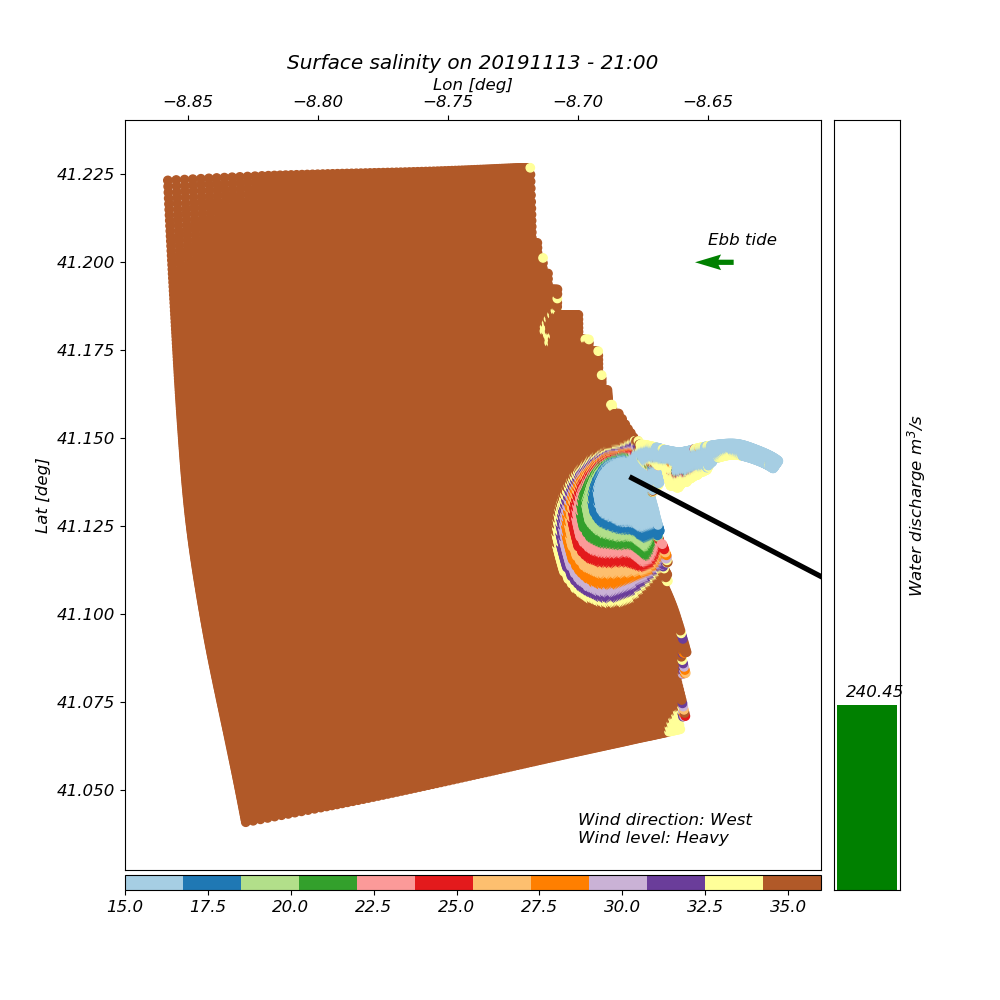 Surface salinity on 20191113 - 21:00
Lon [deg]
−8.85 −8.80 −8.75 −8.70 −8.65
41.225
Ebb tide
41.200
41.175
41.150
41.125
41.100
41.075
41.050
Lat [deg]
Water discharge m³/s
240.45
Wind direction: West
Wind level: Heavy
15.0 17.5 20.0 22.5 25.0 27.5 30.0 32.5 35.0